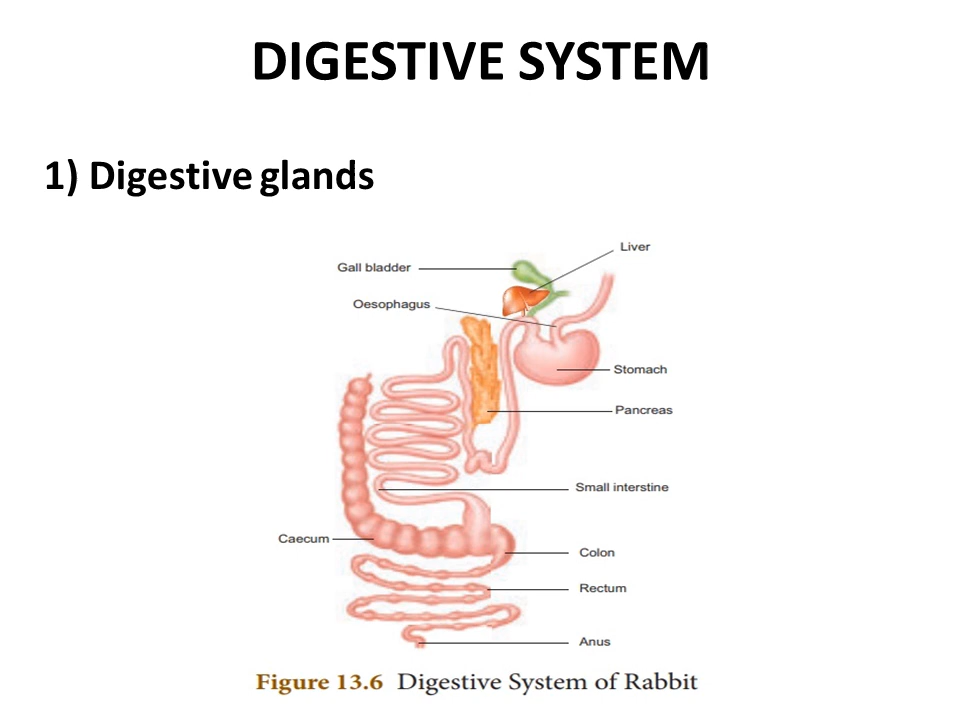 DIGESTIVE SYSTEM
1) Digestive glands
Liver
Gall bladder
Oesophagus
Stomach
Pancreas
Small interstine
Caecum
Colon
Rectum
Anus
Figure 13.6 Digestive System of Rabbit